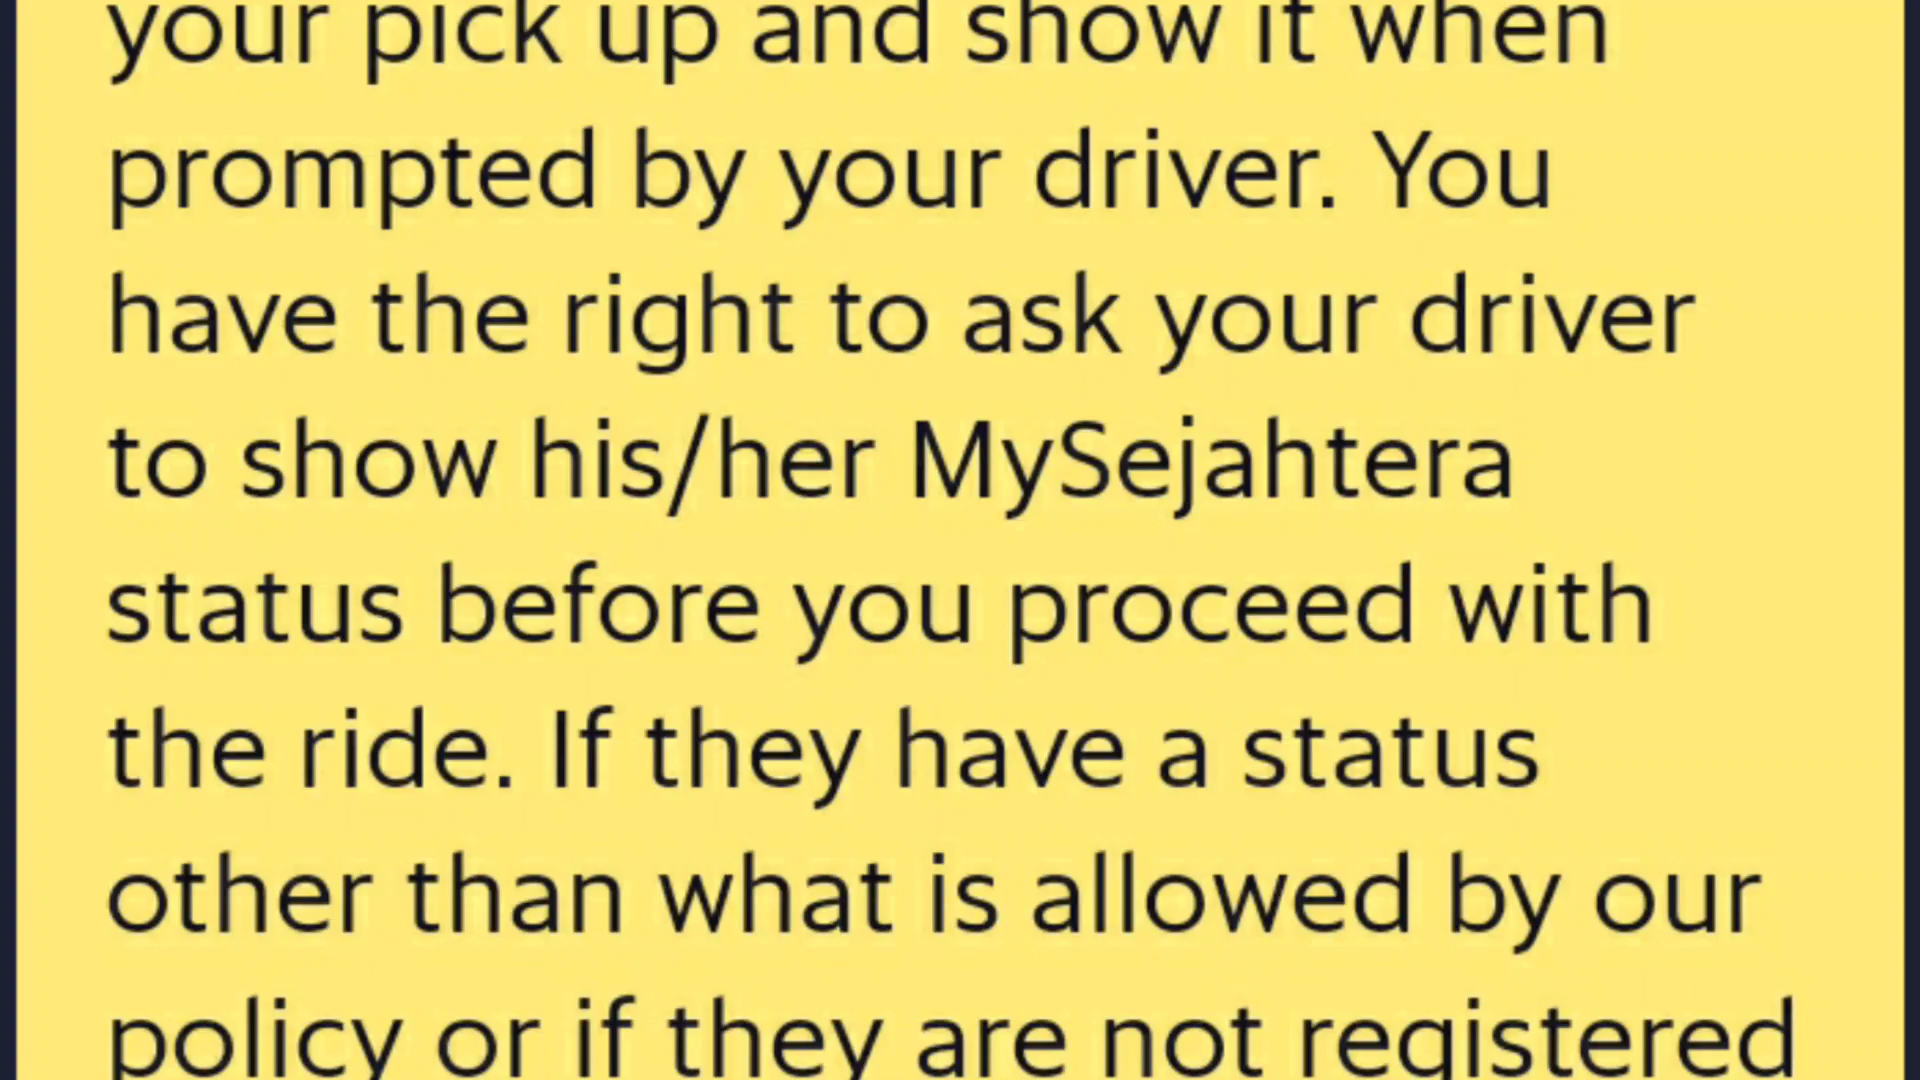 your pick up and show it when
prompted by your driver. You
have the right to ask your driver
to show his/her MySejahtera
status before you proceed with
the ride. If they have a status
other than what is allowed by our
policy or if they are not registered